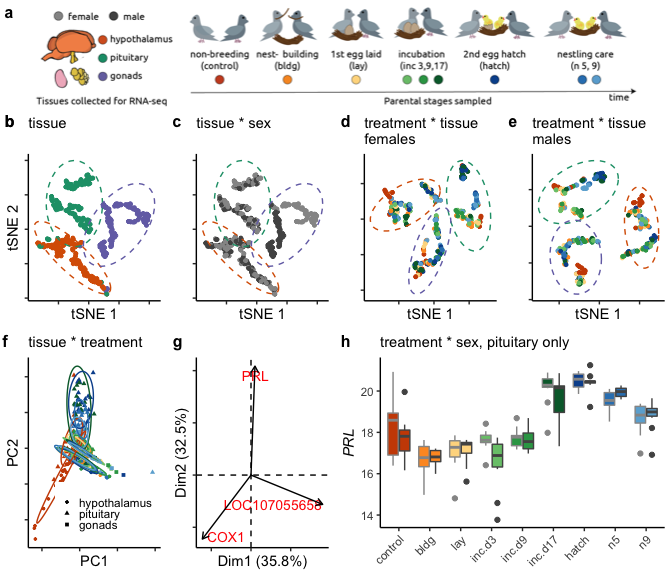 a
female
male
hypothalamus
pituitary
gonads
Tissues collected for RNA-seq
non-breeding
(control)
nest- building
(bldg)
1st egg laid
(lay)
incubation
(inc 3,9,17)
2nd egg hatch
(hatch)
nestling care
(n 5, 9)
Parental stages sampled
time
b tissue
tSNE 2
tSNE 1
c tissue * sex
tSNE 1
d treatment * tissue
females
tSNE 1
e treatment * tissue
males
tSNE 1
f tissue * treatment
PC2
hypothalamus
pituitary
gonads
PC1
g
Dim2 (32.5%)
PRL
LOC107055658
COX1
Dim1 (35.8%)
h treatment * sex, pituitary only
PRL
20
18
16
14
control
bldg
lay
inc.d3
inc.d9
inc.d17
hatch
n5
n9